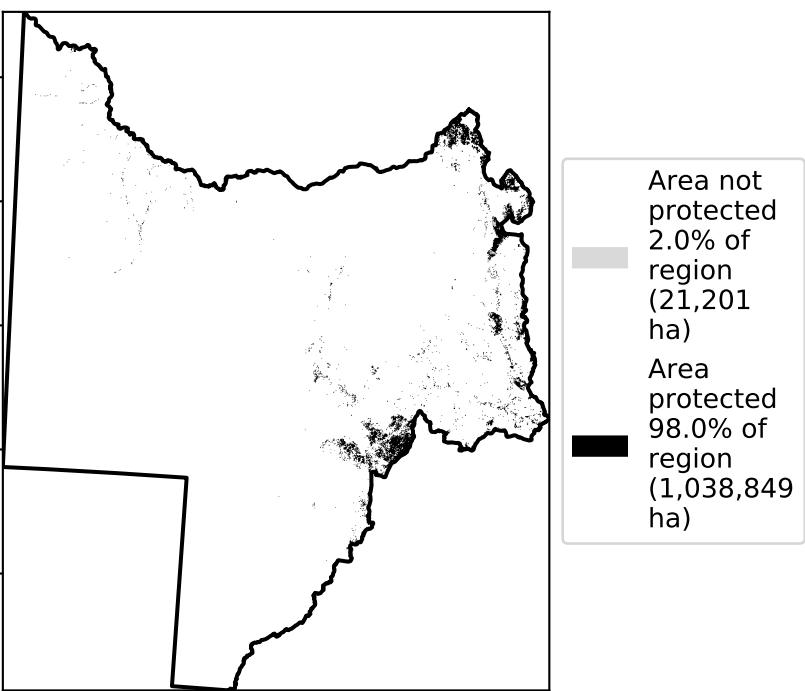 Area not
protected
2.0% of
region
(21,201
ha)
Area
protected
98.0% of
region
(1,038,849
ha)